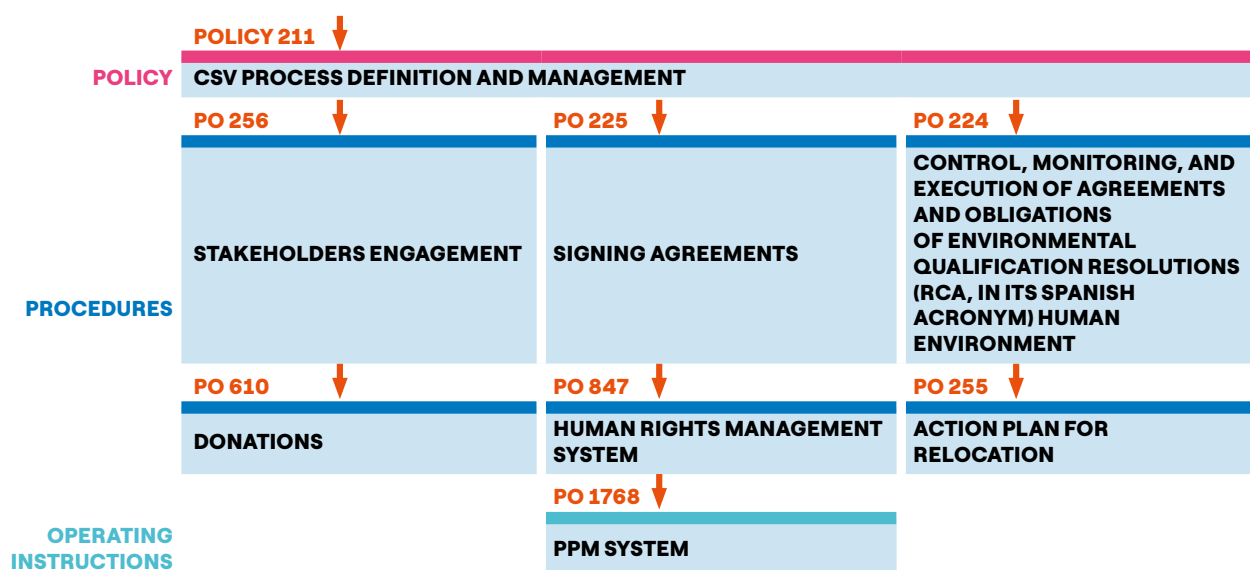 POLICY 211
POLICY
CSV PROCESS DEFINITION AND MANAGEMENT
PO 256
PO 225
PO 224
PROCEDURES
STAKEHOLDERS ENGAGEMENT
SIGNING AGREEMENTS
CONTROL, MONITORING, AND
EXECUTION OF AGREEMENTS
AND OBLIGATIONS
OF ENVIRONMENTAL
QUALIFICATION RESOLUTIONS
(RCA, IN ITS SPANISH
ACRONYM) HUMAN
ENVIRONMENT
PO 610
PO 847
PO 255
DONATIONS
HUMAN RIGHTS MANAGEMENT
SYSTEM
ACTION PLAN FOR
RELOCATION
PO 1768
OPERATING
INSTRUCTIONS
PPM SYSTEM